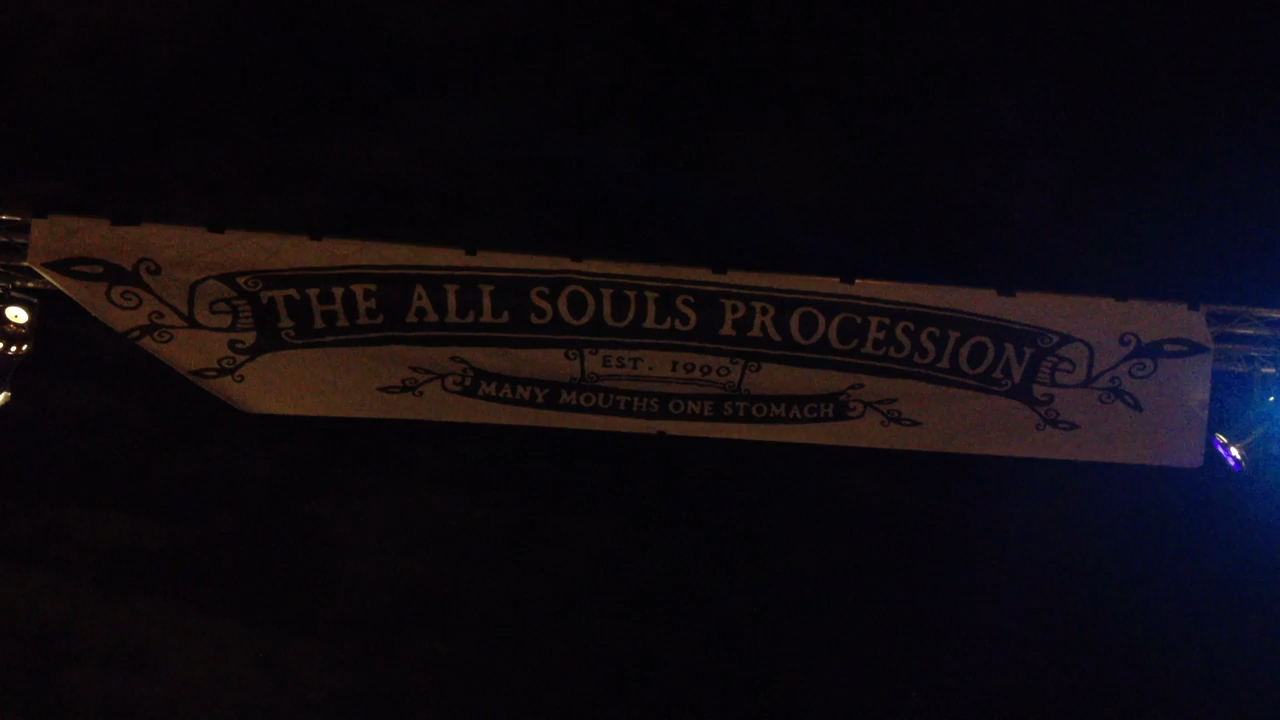 THE ALL SOULS PROCESSION
EST. 1990
MANY MOUTHS ONE STOMACH